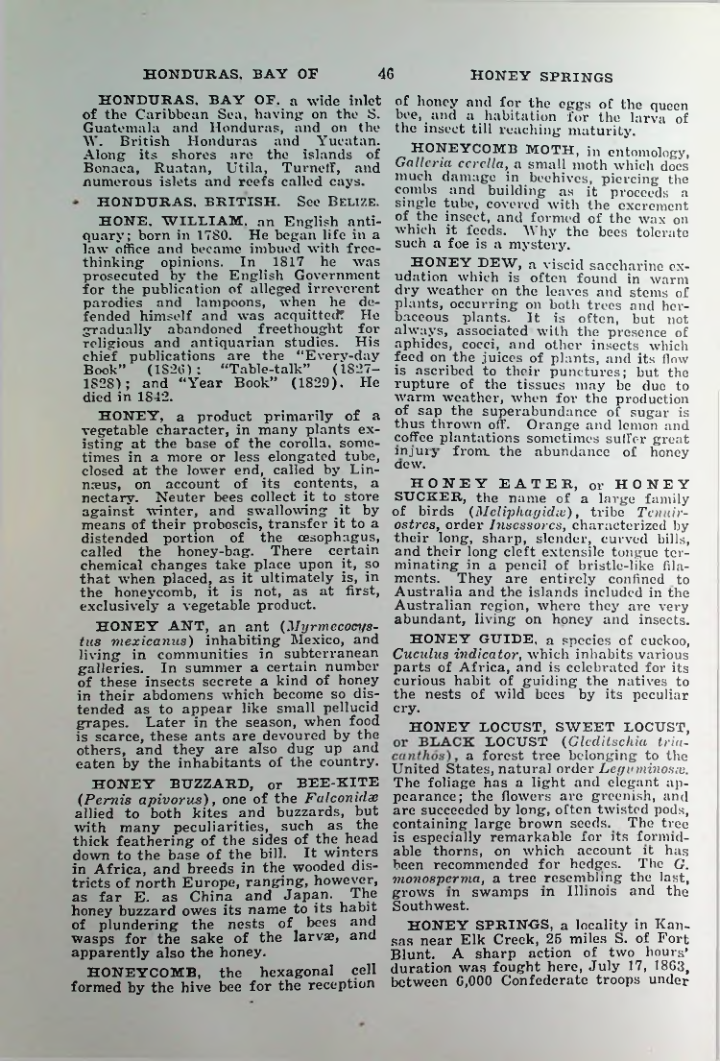 HONDURAS, BAY OF 46 HONEY SPRINGS
HONDURAS, BAY OF, a wide inlet
of the Caribbean Sea, having on the S.
Guatemala and Honduras, and on the
W. British Honduras and Yucatan.
Along its shores are the islands of
Bonaca, Ruatan, Utila, Turneff, and
numerous islets and reefs called cays.
HONDURAS, BRITISH. See BELIZE.
HONE, WILLIAM, an English anti-
quary; born in 1780. He began life in a
law office and became imbued with free-
thinking opinions. In 1817 he was
prosecuted by the English Government
for the publication of alleged irreverent
parodies and lampoons, when he de-
fended himself and was acquitted. He
gradually abandoned freethought for
religious and antiquarian studies. His
chief publications are the "Every-day
Book" (1826); "Table-talk" (1827-
1828); and "Year Book" (1829). He
died in 1842.
HONEY, a product primarily of a
vegetable character, in many plants ex-
isting at the base of the corolla, some-
times in a more or less elongated tube,
closed at the lower end, called by Lin-
næus, on account of its contents, a
nectary. Neuter bees collect it to store
against winter, and swallowing it by
means of their proboscis, transfer it to a
distended portion of the œsophagus,
called the honey-bag. There certain
chemical changes take place upon it, so
that when placed, as it ultimately is, in
the honeycomb, it is not, as at first,
exclusively a vegetable product.
HONEY ANT, an ant (Myrmecocys-
tus mexicanus) inhabiting Mexico, and
living in communities in subterranean
galleries. In summer a certain number
of these insects secrete a kind of honey
in their abdomens which become so dis-
tended as to appear like small pellucid
grapes. Later in the season, when food
is scarce, these ants are devoured by the
others, and they are also dug up and
eaten by the inhabitants of the country.
HONEY BUZZARD, or BEE-KITE
(Pernis apivorus), one of the Falconidæ
allied to both kites and buzzards, but
with many peculiarities, such as the
thick feathering of the sides of the head
down to the base of the bill. It winters
in Africa, and breeds in the wooded dis-
tricts of north Europe, ranging, however,
as far E. as China and Japan. The
honey buzzard owes its name to its habit
of plundering the nests of bees and
wasps for the sake of the larvæ, and
apparently also the honey.
HONEYCOMB, the hexagonal cell
formed by the hive bee for the reception
of honey and for the eggs of the queen
bee, and a habitation for the larva of
the insect till reaching maturity.
HONEYCOMB MOTH, in entomology,
Galleria cerella, a small moth which does
much damage in beehives, piercing the
combs and building as it proceeds a
single tube, covered with the excrement
of the insect, and formed of the wax on
which it feeds. Why the bees tolerate
such a foe is a mystery.
HONEY DEW, a viscid saccharine ex-
udation which is often found in warm
dry weather on the leaves and stems of
plants, occurring on both trees and her-
baceous plants. It is often, but not
always, associated with the presence of
aphides, cocci, and other insects which
feed on the juices of plants, and its flow
is ascribed to their punctures; but the
rupture of the tissues may be due to
warm weather, when for the production
of sap the superabundance of sugar is
thus thrown off. Orange and lemon and
coffee plantations sometimes suffer great
injury from the abundance of honey
dew.
HONEY EATER, or HONEY
SUCKER, the name of a large family
of birds (Meliphagidæ), tribe Tenuir-
ostres, order Insessores, characterized by
their long, sharp, slender, curved bills,
and their long cleft extensile tongue ter-
minating in a pencil of bristle-like fila-
ments. They are entirely confined to
Australia and the islands included in the
Australian region, where they are very
abundant, living on honey and insects.
HONEY GUIDE, a species of cuckoo,
Cuculus indicator, which inhabits various
parts of Africa, and is celebrated for its
curious habit of guiding the natives to
the nests of wild bees by its peculiar
cry.
HONEY LOCUST, SWEET LOCUST,
or BLACK LOCUST (Gleditschia tria-
canthós), a forest tree belonging to the
United States, natural order Leguminosæ.
The foliage has a light and elegant ap-
pearance; the flowers are greenish, and
are succeeded by long, often twisted pods,
containing large brown seeds. The tree
is especially remarkable for its formid-
able thorns, on which account it has
been recommended for hedges. The G.
monosperma, a tree resembling the last,
grows in swamps in Illinois and the
Southwest.
HONEY SPRINGS, a locality in Kan-
sas near Elk Creek, 25 miles S. of Fort
Blunt. A sharp action of two hours'
duration was fought here, July 17, 1863,
between 6,000 Confederate troops under